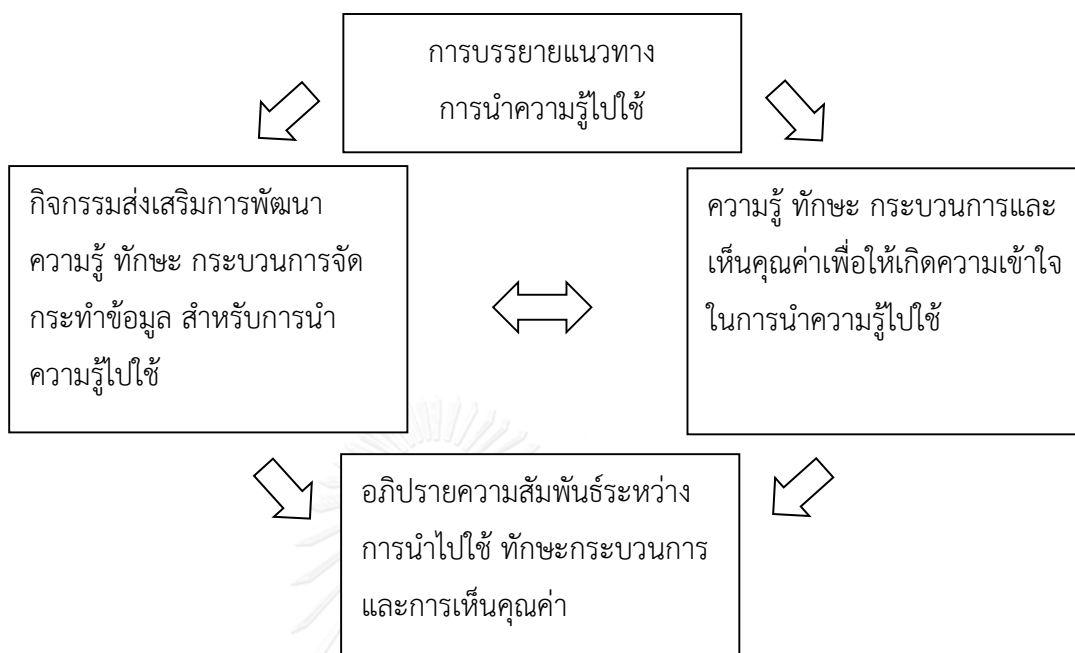 การบรรยายแนวทาง
การนำความรู้ไปใช้
กิจกรรมส่งเสริมการพัฒนา
ความรู้ ทักษะ กระบวนการจัด
กระทำข้อมูล สำหรับการนำ
ความรู้ไปใช้
ความรู้ ทักษะ กระบวนการและ
เห็นคุณค่าเพื่อให้เกิดความเข้าใจ
ในการนำความรู้ไปใช้
อภิปรายความสัมพันธ์ระหว่าง
การนำไปใช้ ทักษะกระบวนการ
และการเห็นคุณค่า